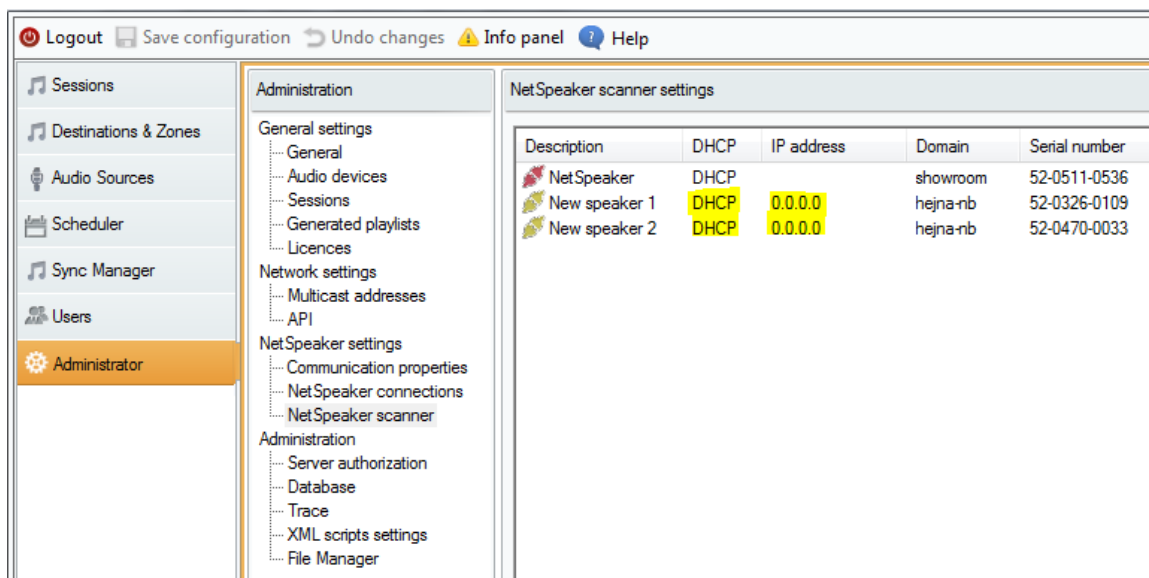 Logout Save configuration Undo changes Info panel Help
Sessions
Destinations & Zones
Audio Sources
Scheduler
Sync Manager
Users
Administrator
Administration
General settings
General
Audio devices
Sessions
Generated playlists
Licences
Network settings
Multicast addresses
API
NetSpeaker settings
Communication properties
NetSpeaker connections
NetSpeaker scanner
Administration
Server authorization
Database
Trace
XML scripts settings
File Manager
NetSpeaker scanner settings
Description DHCP IP address Domain Serial number
NetSpeaker DHCP showroom 52-0511-0536
New speaker 1 DHCP 0.0.0.0 hejna-nb 52-0326-0109
New speaker 2 DHCP 0.0.0.0 hejna-nb 52-0470-0033